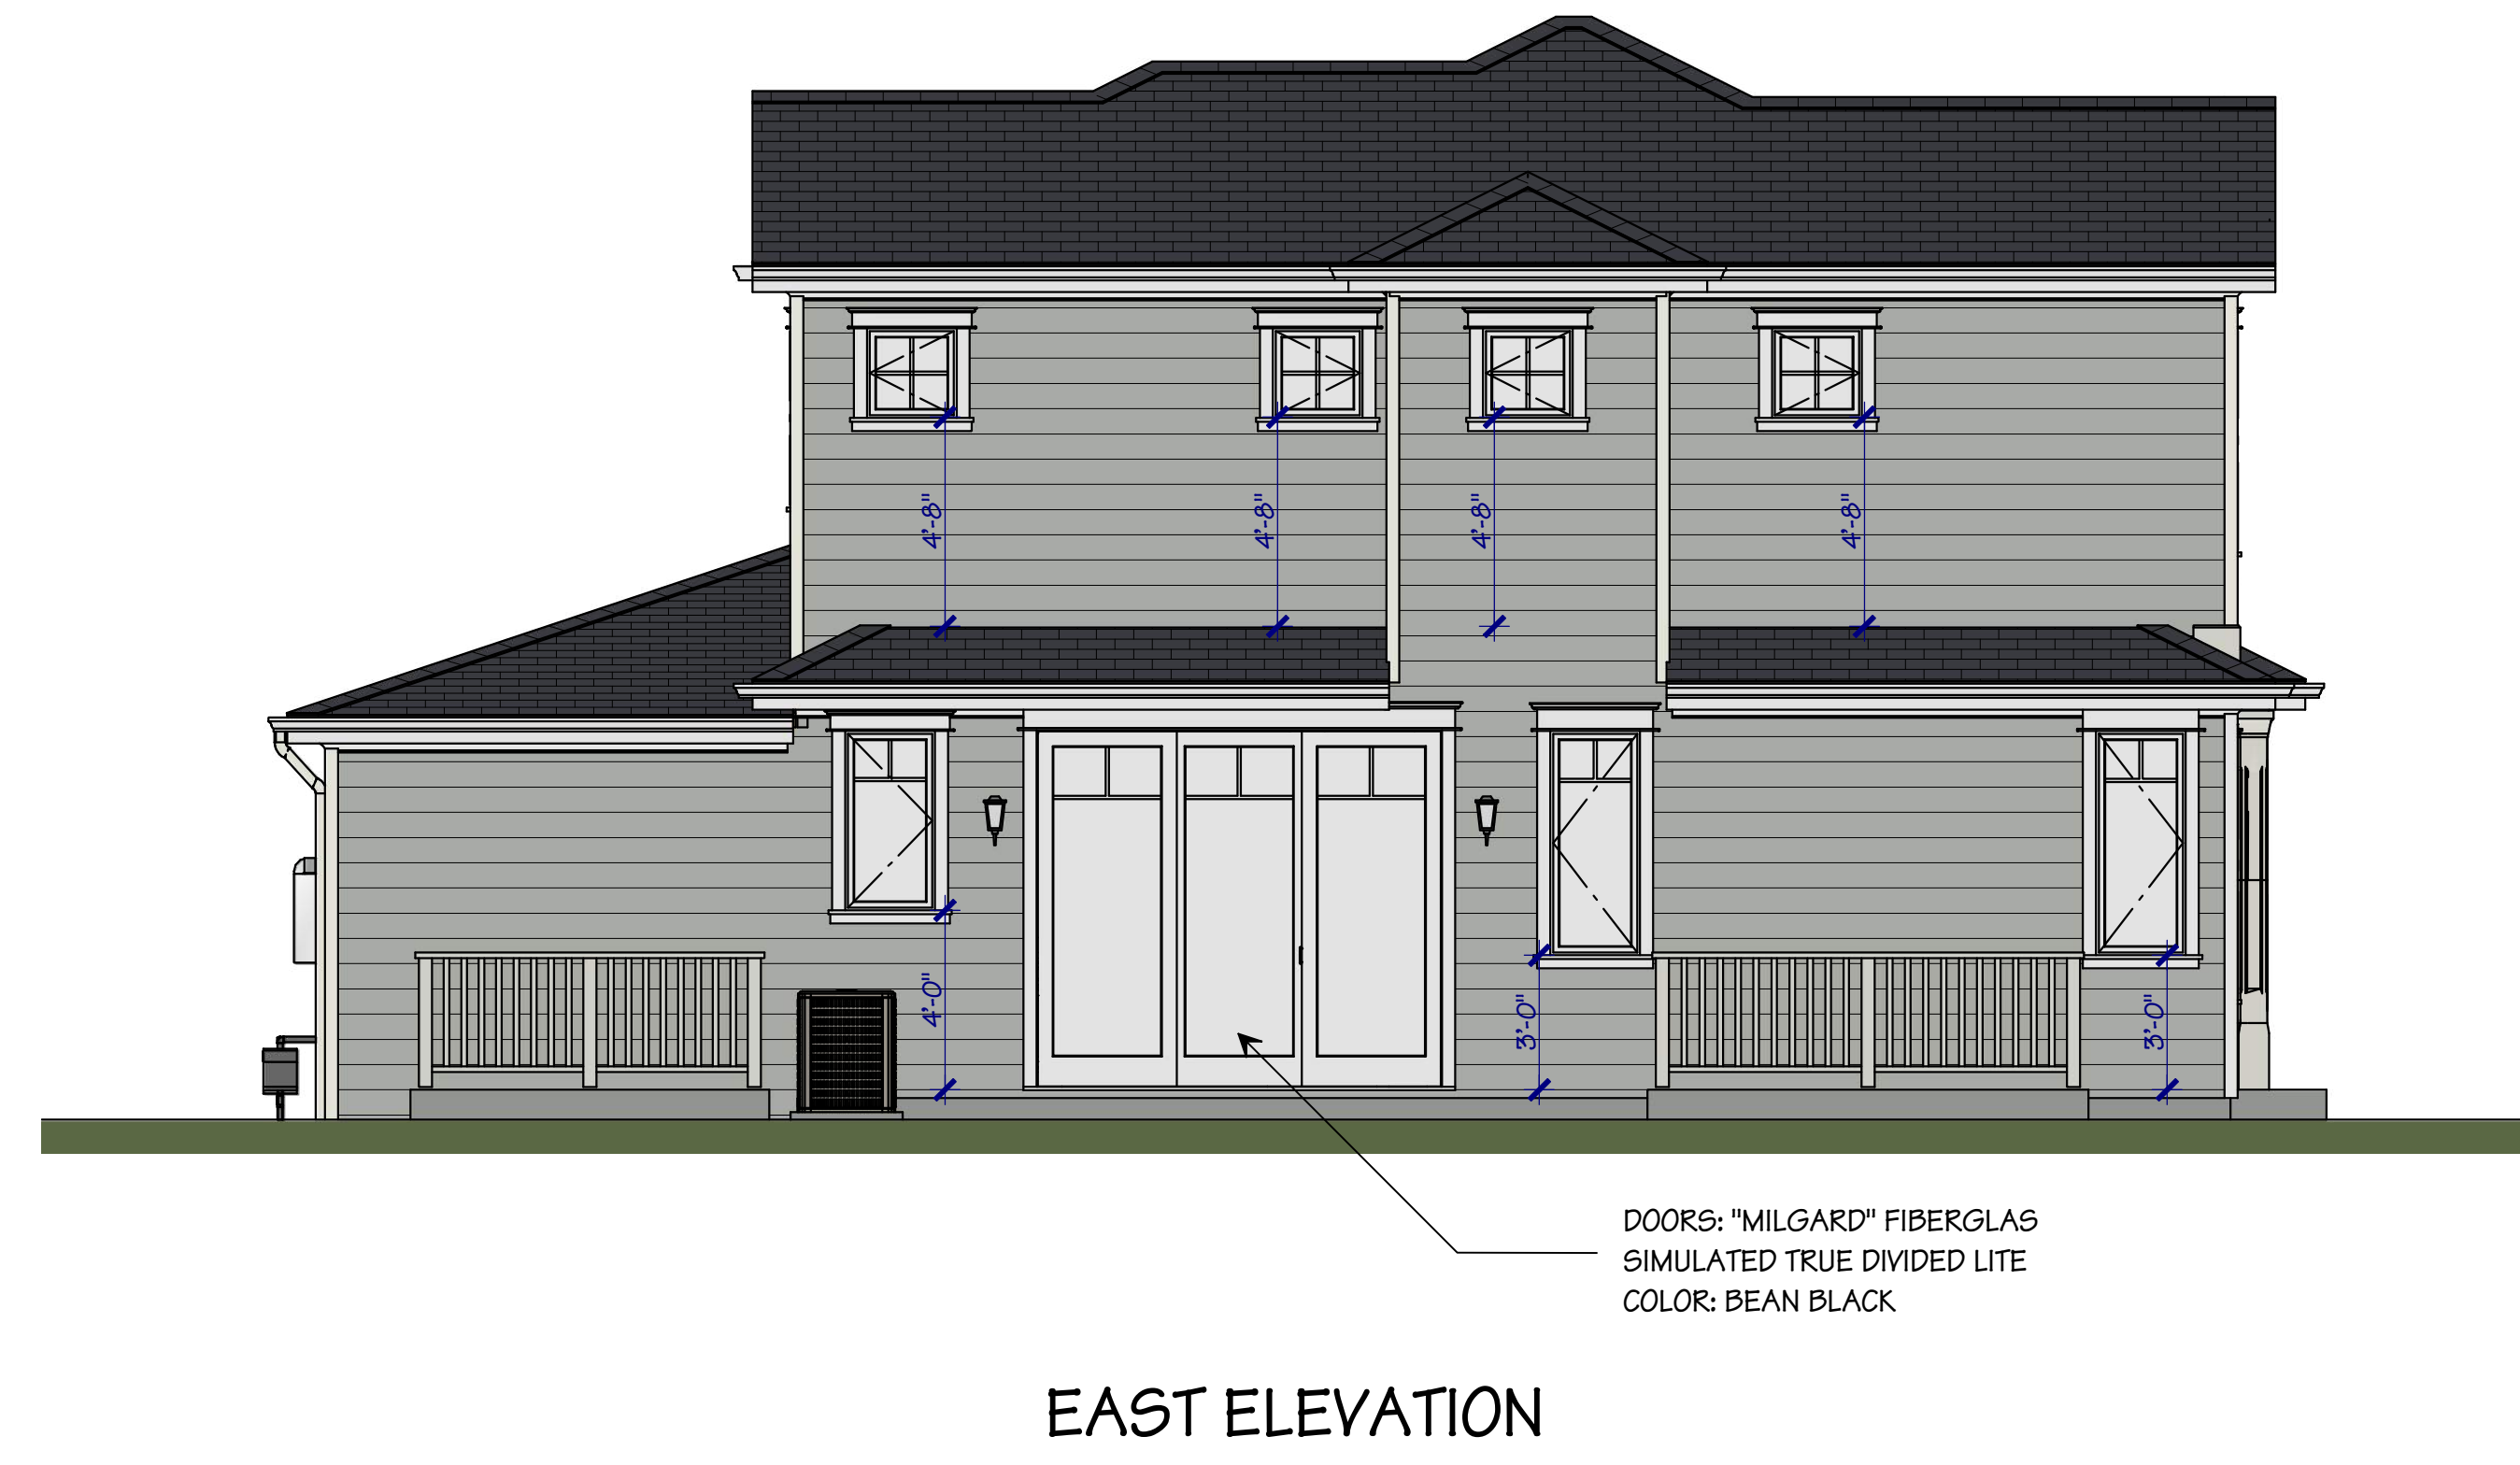 4'-8"
4'-8"
4'-8"
4'-8"
4'-0"
3'-0"
3'-0"
DOORS: "MILGARD" FIBERGLAS
SIMULATED TRUE DIVIDED LITE
COLOR: BEAN BLACK
EAST ELEVATION